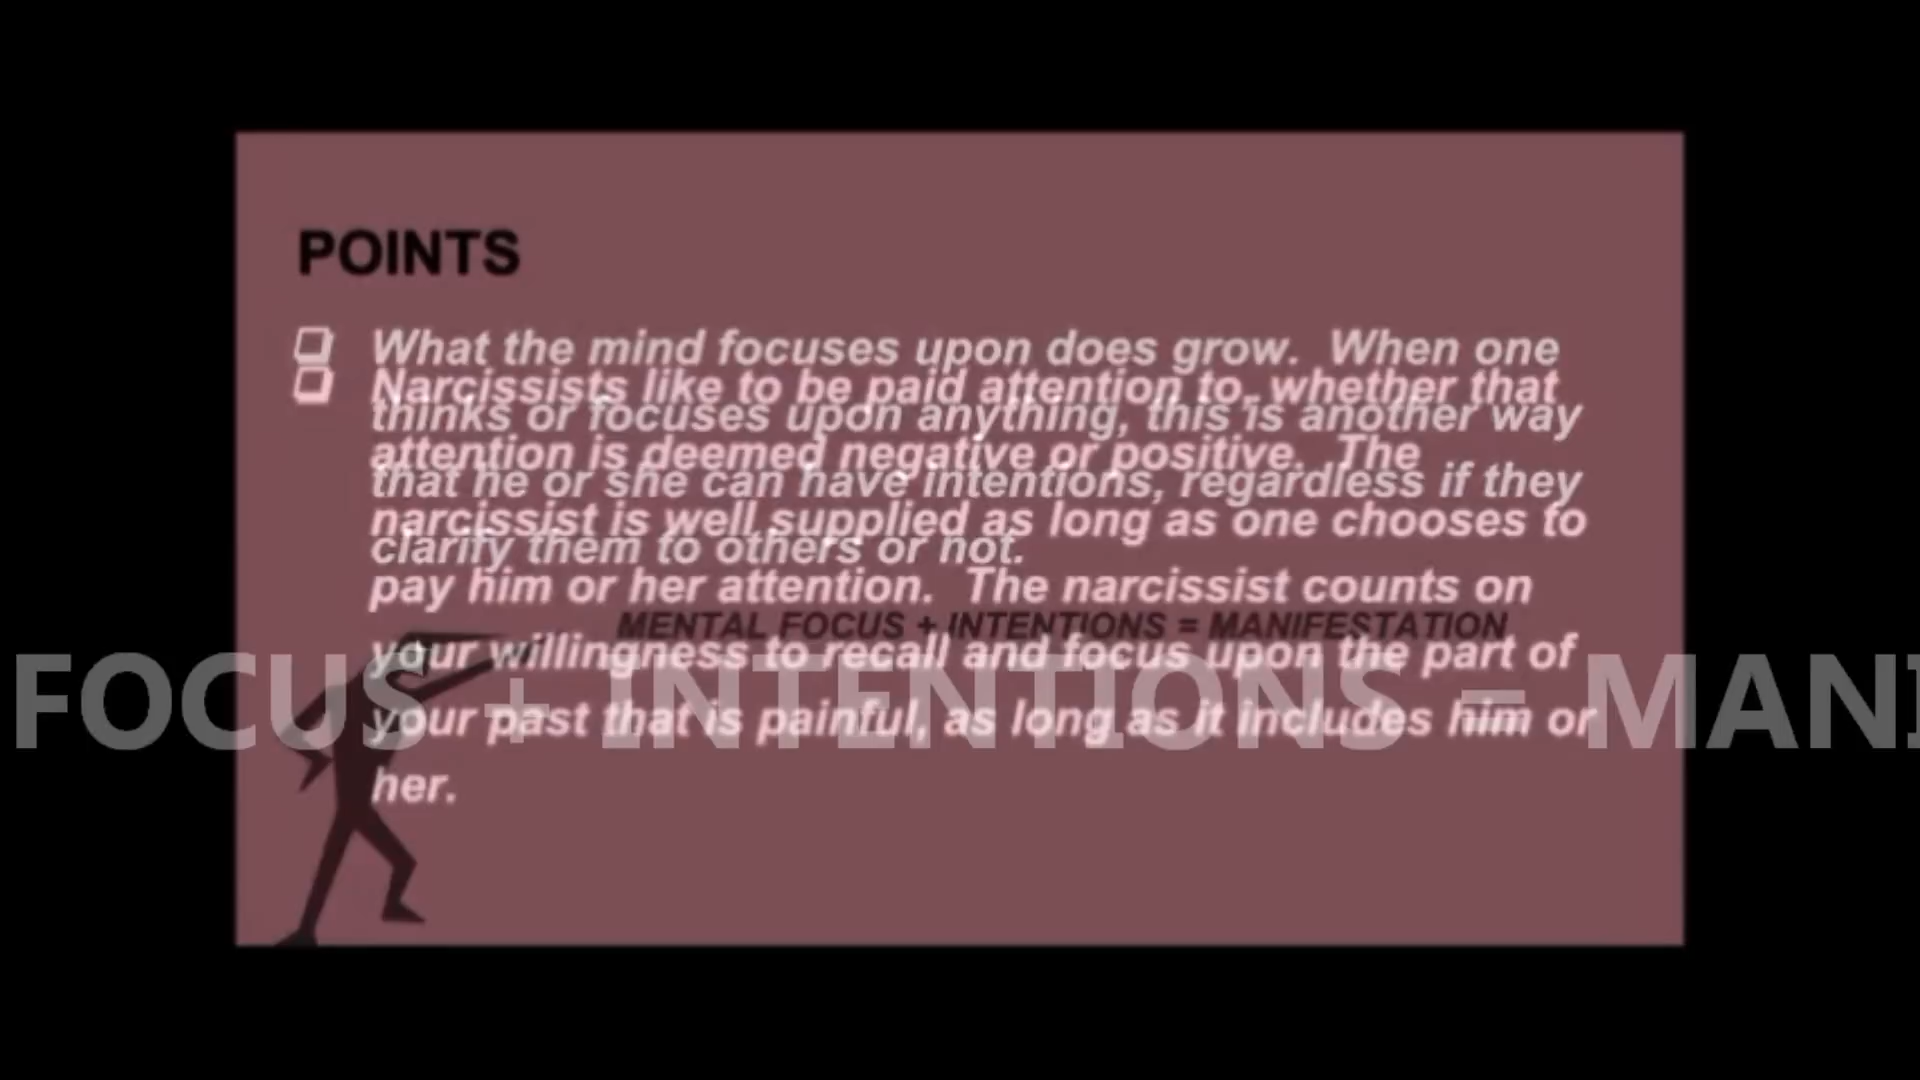 POINTS
❑ What the mind focuses upon does grow. When one
thinks or focuses upon anything, this is another way
that he or she can have intentions, regardless if they
clarify them to others or not.
MENTAL FOCUS + INTENTIONS = MANIFESTATION
❑ Narcissists like to be paid attention to, whether that
attention is deemed negative or positive. The
narcissist is well supplied as long as one chooses to
pay him or her attention. The narcissist counts on
your willingness to recall and focus upon the part of
your past that is painful, as long as it includes him or
her.
FOCUS + INTENTIONS = MANI